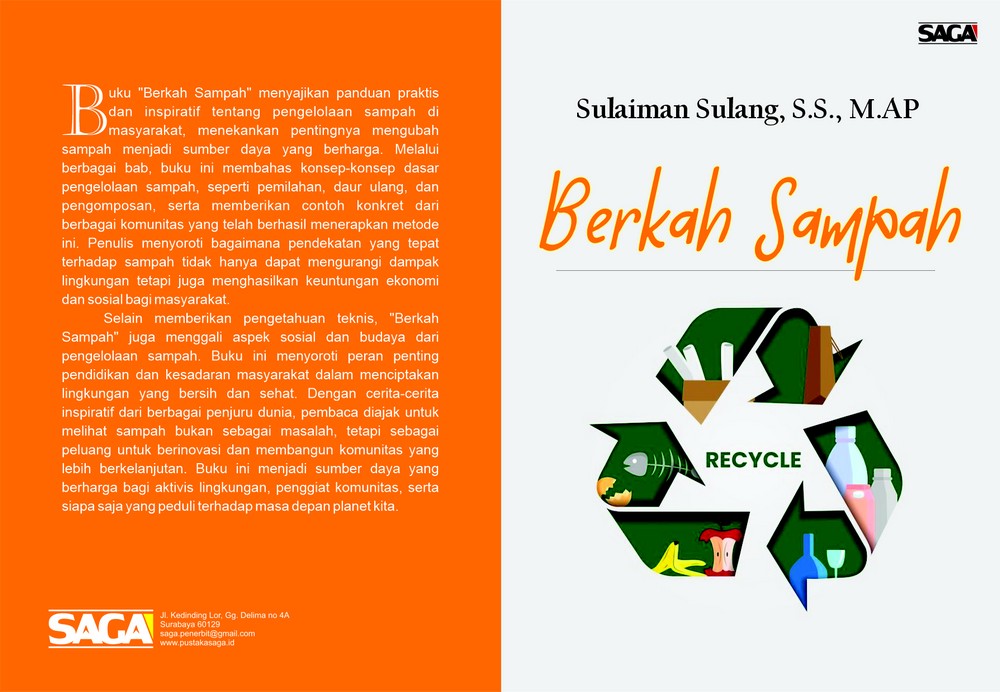 Buku "Berkah Sampah" menyajikan panduan praktis
dan inspiratif tentang pengelolaan sampah di
masyarakat, menekankan pentingnya mengubah
sampah menjadi sumber daya yang berharga. Melalui
berbagai bab, buku ini membahas konsep-konsep dasar
pengelolaan sampah, seperti pemilahan, daur ulang, dan
pengomposan, serta memberikan contoh konkret dari
berbagai komunitas yang telah berhasil menerapkan metode
ini. Penulis menyoroti bagaimana pendekatan yang tepat
terhadap sampah tidak hanya dapat mengurangi dampak
lingkungan tetapi juga menghasilkan keuntungan ekonomi
dan sosial bagi masyarakat.
Selain memberikan pengetahuan teknis, "Berkah
Sampah" juga menggali aspek sosial dan budaya dari
pengelolaan sampah. Buku ini menyoroti peran penting
pendidikan dan kesadaran masyarakat dalam menciptakan
lingkungan yang bersih dan sehat. Dengan cerita-cerita
inspiratif dari berbagai penjuru dunia, pembaca diajak untuk
melihat sampah bukan sebagai masalah, tetapi sebagai
peluang untuk berinovasi dan membangun komunitas yang
lebih berkelanjutan. Buku ini menjadi sumber daya yang
berharga bagi aktivis lingkungan, penggiat komunitas, serta
siapa saja yang peduli terhadap masa depan planet kita.
SAGA
Jl. Kedinding Lor, Gg. Delima no 4A
Surabaya 60129
saga.penerbit@gmail.com
www.pustakasaga.id
SAGA
Sulaiman Sulang, S.S., M.AP
Berkah Sampah
RECYCLE